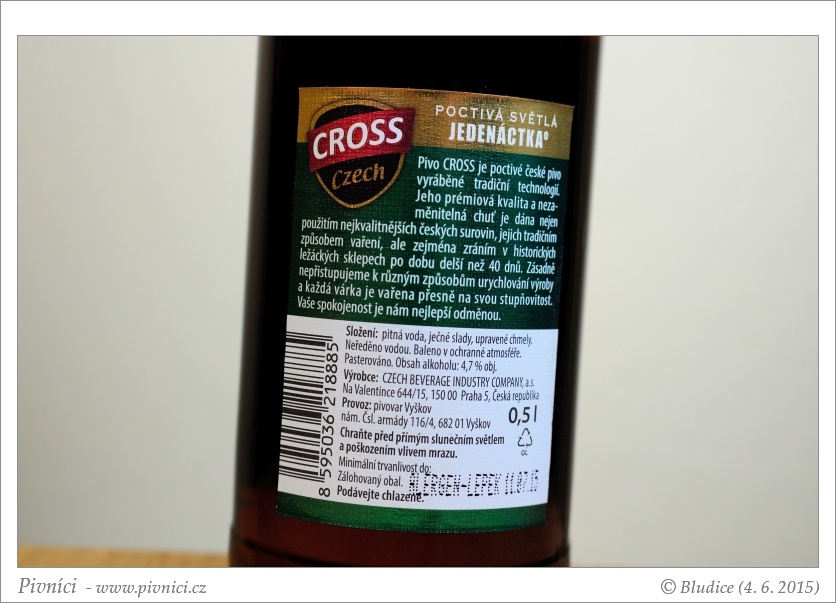 CROSS
Czech
POCTIVÁ SVĚTLÁ
JEDENÁCTKA°
Pivo CROSS je poctivé české pivo
vyráběné tradiční technologií.
Jeho prémiová kvalita a neza-
měnitelná chuť je dána nejen
použitím nejkvalitnějších českých surovin, jejich tradičním
způsobem vaření, ale zejména zráním v historických
ležáckých sklepech po dobu delší než 40 dnů. Zásadně
nepřistupujeme k různým způsobům urychlování výroby
a každá várka je vařena přesně na svou stupňovitost.
Vaše spokojenost je nám nejlepší odměnou.
Složení: pitná voda, ječné slady, upravené chmely.
Neředěno vodou. Baleno v ochranné atmosféře.
Pasterováno. Obsah alkoholu: 4,7 % obj.
Výrobce: CZECH BEVERAGE INDUSTRY COMPANY, a.s.
Na Valentince 644/15, 150 00 Praha 5, Česká republika
Provoz: pivovar Vyškov
nám. Čsl. armády 116/4, 682 01 Vyškov
0,5 l
Chraňte před přímým slunečním světlem
a poškozením vlivem mrazu.
GL
Minimální trvanlivost do:
Zálohovaný obal.
ALERGEN-LEPEK 11.07.15
Podávejte chlazené.
8 595036 218885
Pivníci - www.pivnici.cz
© Bludice (4. 6. 2015)